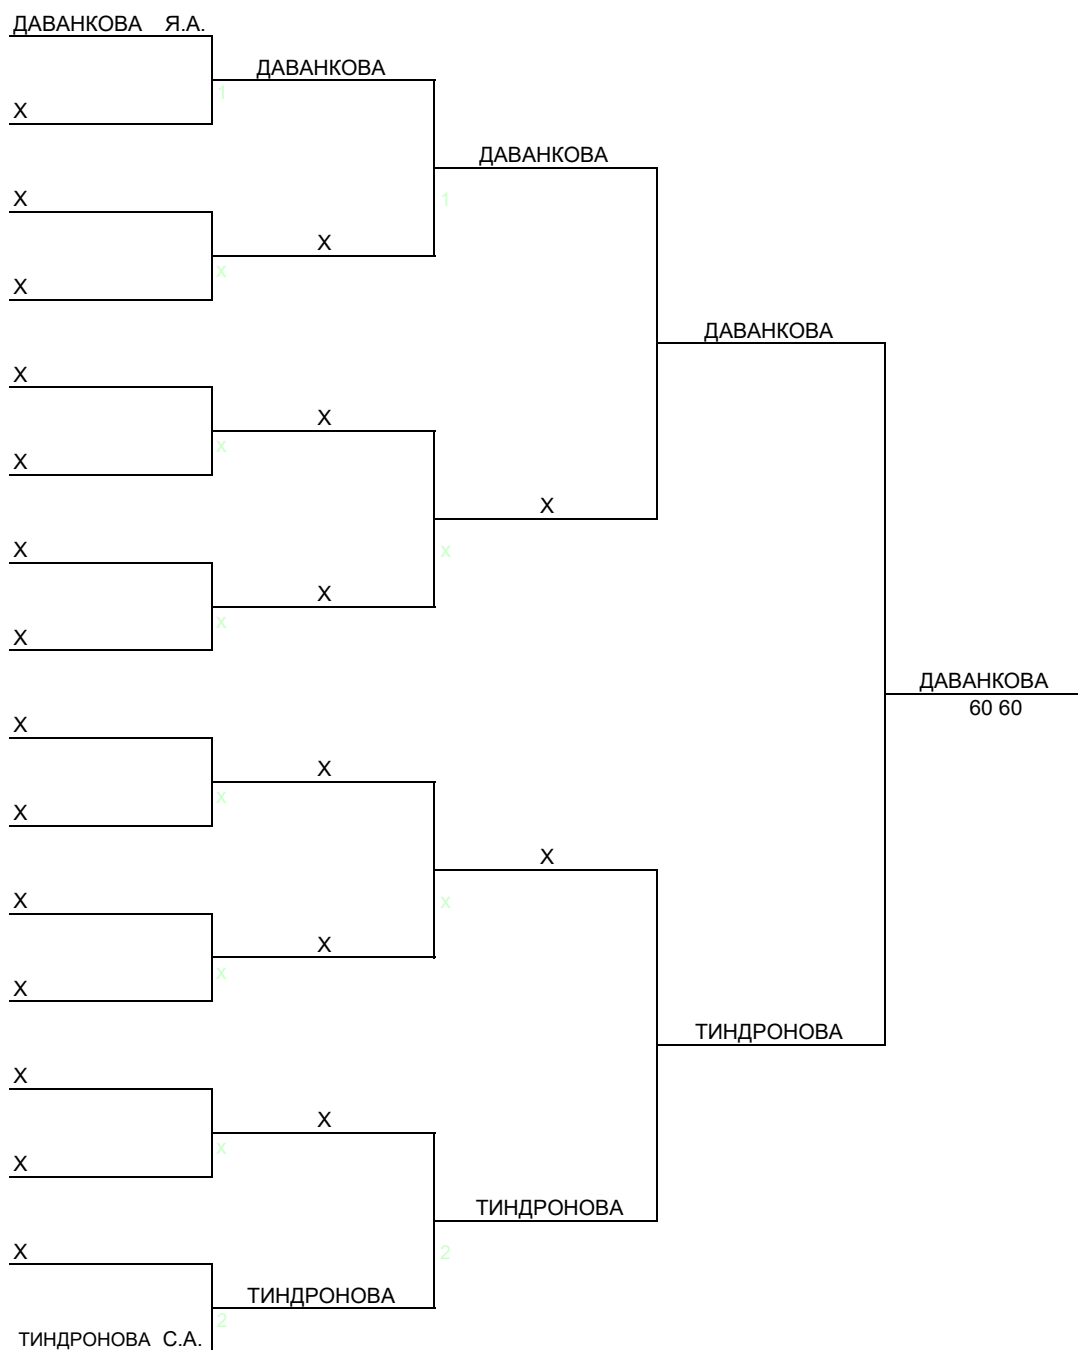 ДАВАНКОВА Я.А.
ДАВАНКОВА
1
X
ДАВАНКОВА
X
1
X
x
X
ДАВАНКОВА
X
X
x
X
X
X
x
X
x
X
ДАВАНКОВА
60 60
X
X
x
X
X
X
x
X
x
X
ТИНДРОНОВА
X
X
x
X
ТИНДРОНОВА
X
2
ТИНДРОНОВА
2
ТИНДРОНОВА С.А.